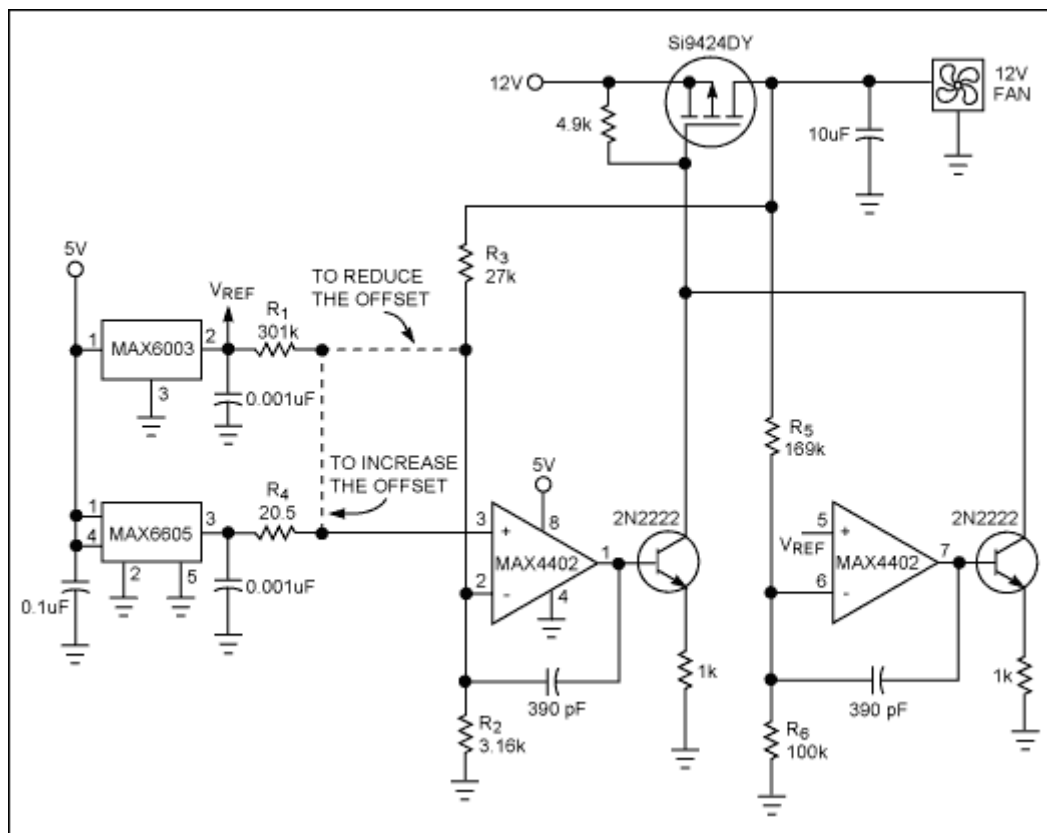 Si9424DY
12V
12V
FAN
4.9k
10uF
5V
R3
27k
TO REDUCE
THE OFFSET
VREF
R1
301k
1
MAX6003
2
3
0.001uF
R5
169k
TO INCREASE
THE OFFSET
5V
R4
20.5
1
4
MAX6605
3
2
5
3
+
8
MAX4402
1
2
-
4
2N2222
5
+
VREF
MAX4402
7
6
-
2N2222
0.1uF
0.001uF
1k
1k
390 pF
390 pF
R2
3.16k
R6
100k